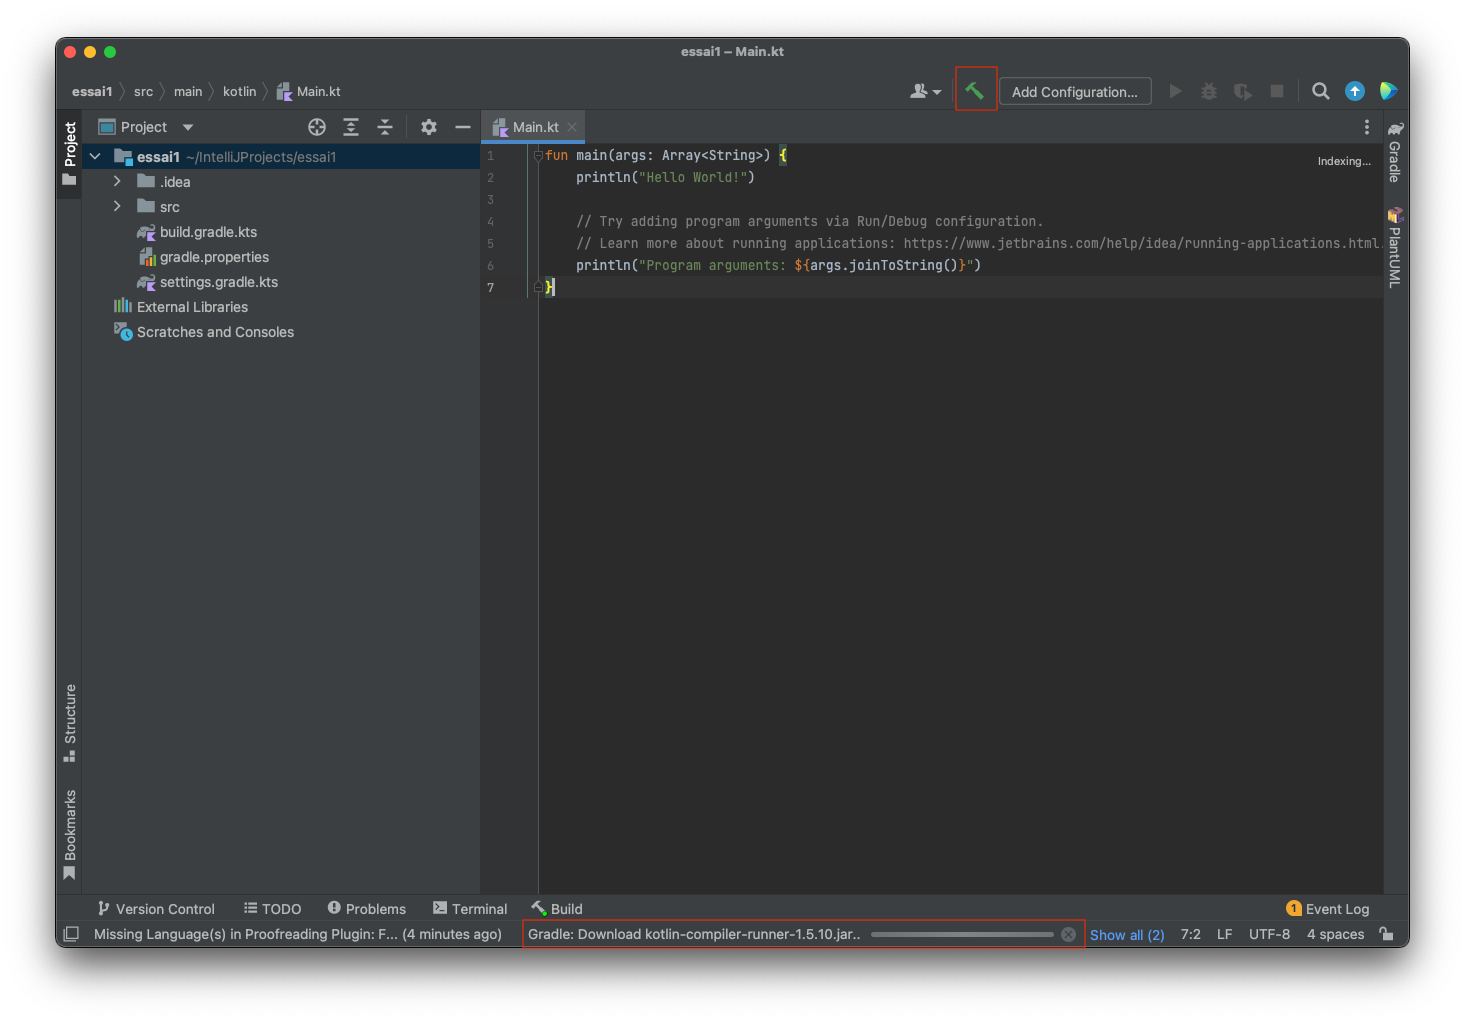 essai1 – Main.kt
essai1 src main kotlin Main.kt
Add Configuration...
Project
Project
Main.kt
essai1 ~/IntelliJProjects/essai1
.idea
src
build.gradle.kts
gradle.properties
settings.gradle.kts
External Libraries
Scratches and Consoles
1 fun main(args: Array<String>) {
2 println("Hello World!")
3
4 // Try adding program arguments via Run/Debug configuration.
5 // Learn more about running applications: https://www.jetbrains.com/help/idea/running-applications.html.
6 println("Program arguments: ${args.joinToString()}")
7 }
Indexing...
Gradle
PlantUML
Structure
Bookmarks
Version Control TODO Problems Terminal Build 1 Event Log
Missing Language(s) in Proofreading Plugin: F... (4 minutes ago) Gradle: Download kotlin-compiler-runner-1.5.10.jar.. Show all (2) 7:2 LF UTF-8 4 spaces